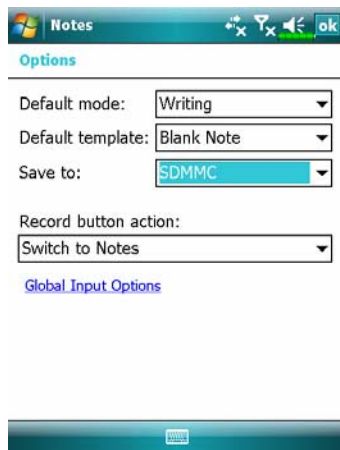 Notes ok
Options
Default mode: Writing
Default template: Blank Note
Save to: SDMMC
Record button action:
Switch to Notes
Global Input Options